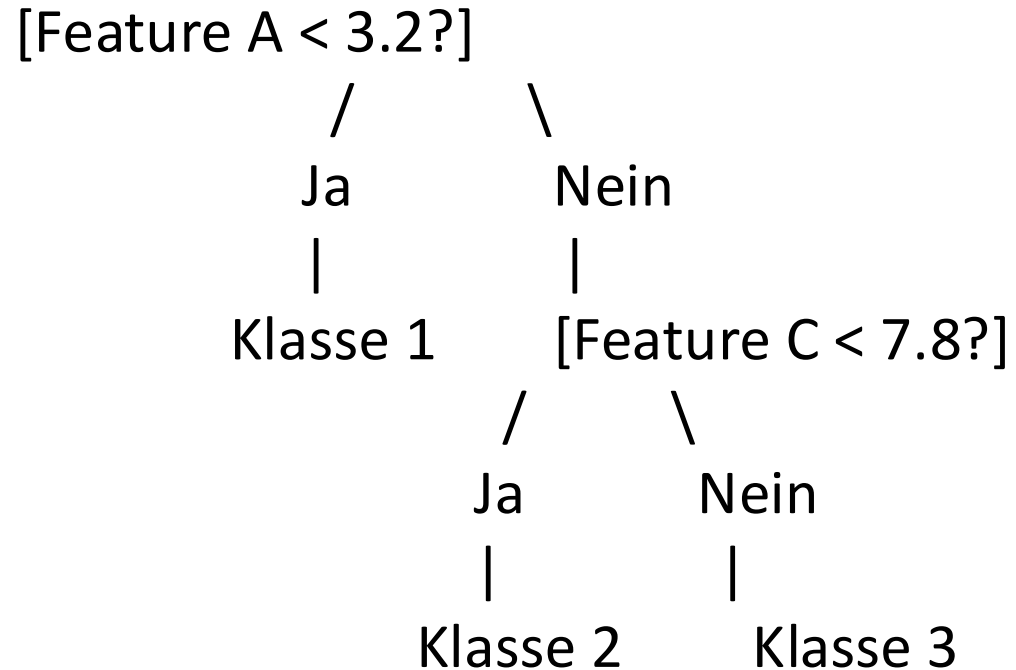 [Feature A < 3.2?]
/ \
Ja Nein
| |
Klasse 1 [Feature C < 7.8?]
/ \
Ja Nein
| |
Klasse 2 Klasse 3